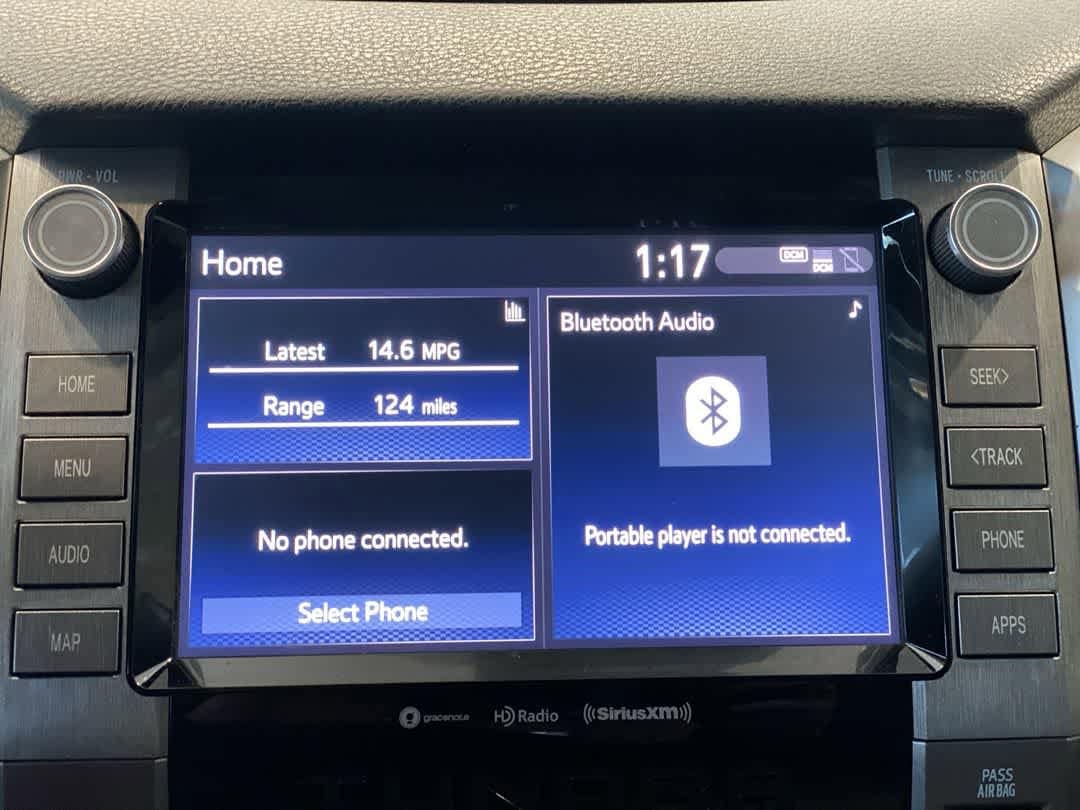 PWR • VOL
TUNE • SCROLL
Home
1:17
DCM
DCM
Latest 14.6 MPG
Range 124 miles
No phone connected.
Select Phone
Bluetooth Audio
Portable player is not connected.
HOME
MENU
AUDIO
MAP
SEEK>
<TRACK
PHONE
APPS
gracenote
HD Radio
((SiriusXM))
TUNDRA
PASS
AIR BAG